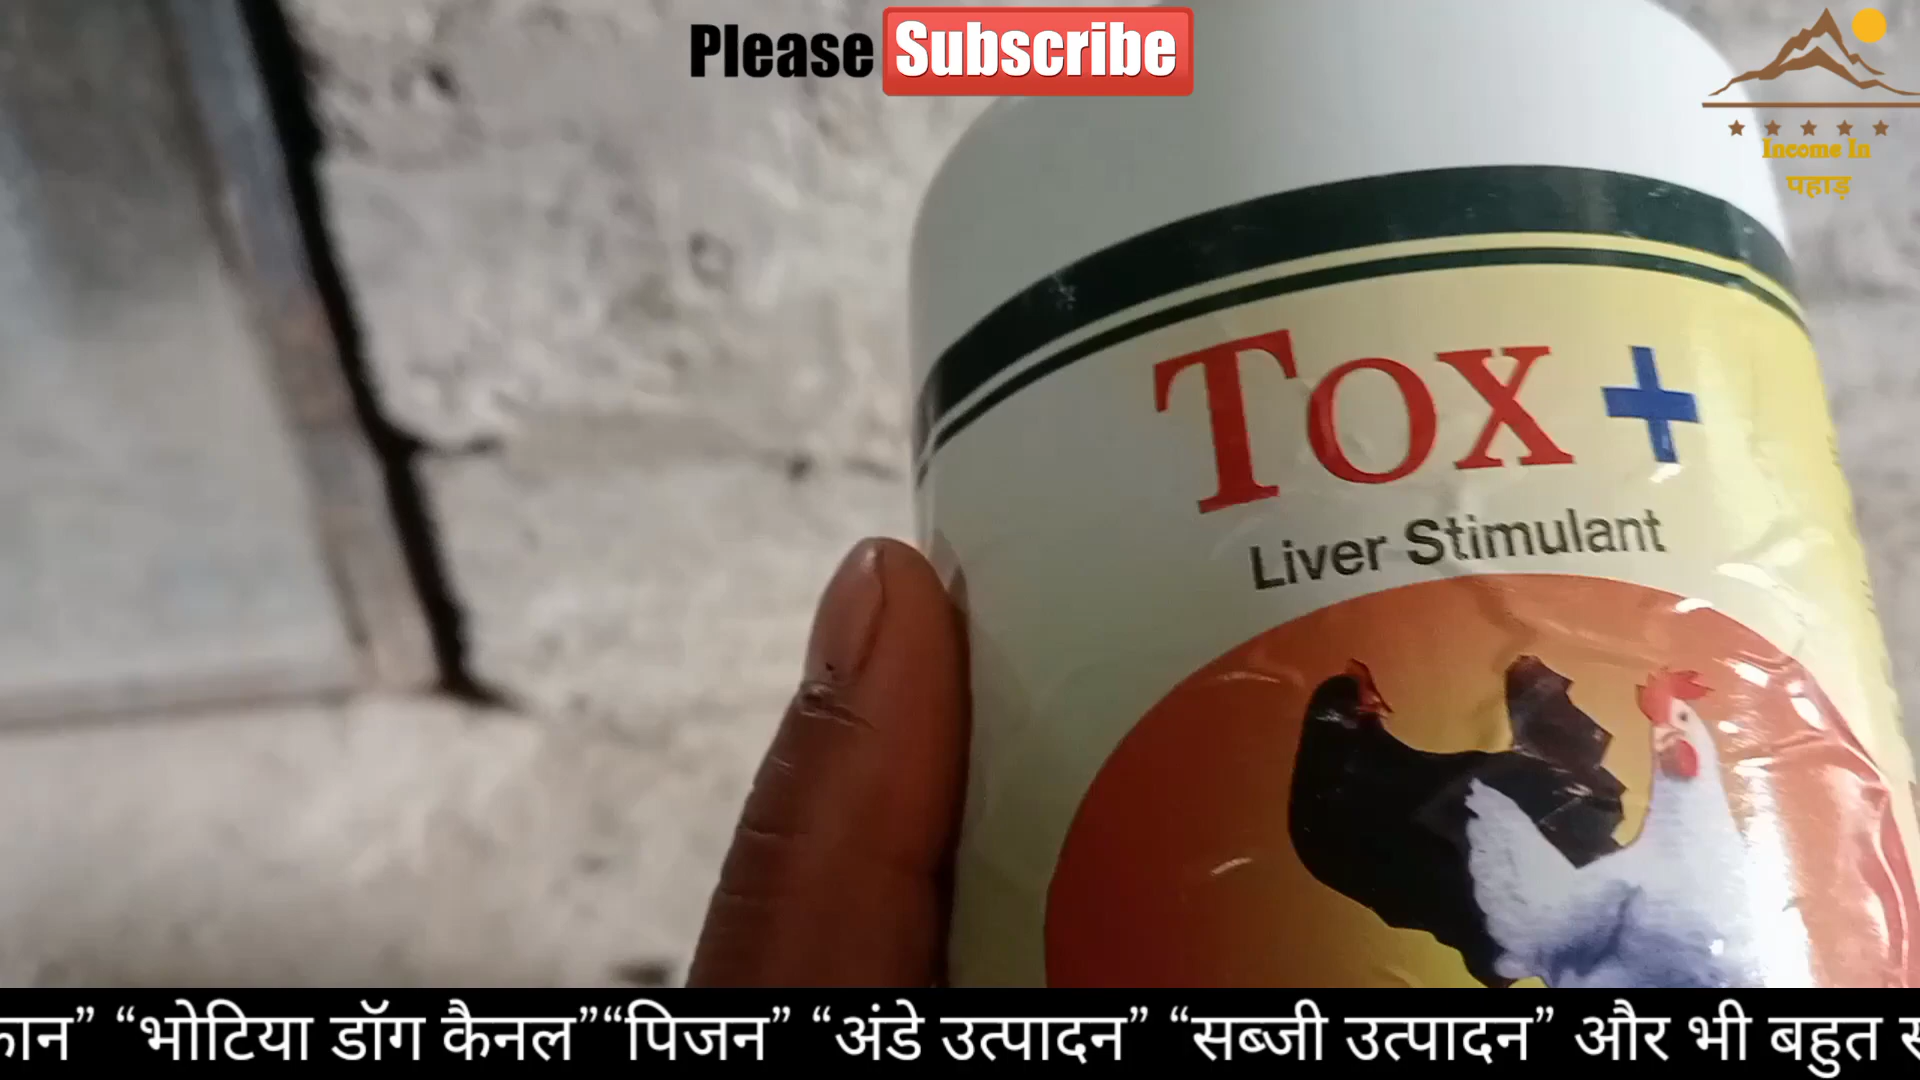 Please Subscribe
Income In
पहाड़
Tox +
Liver Stimulant
“भोटिया डॉग कैनल”“पिजन” “अंडे उत्पादन” “सब्जी उत्पादन” और भी बहुत